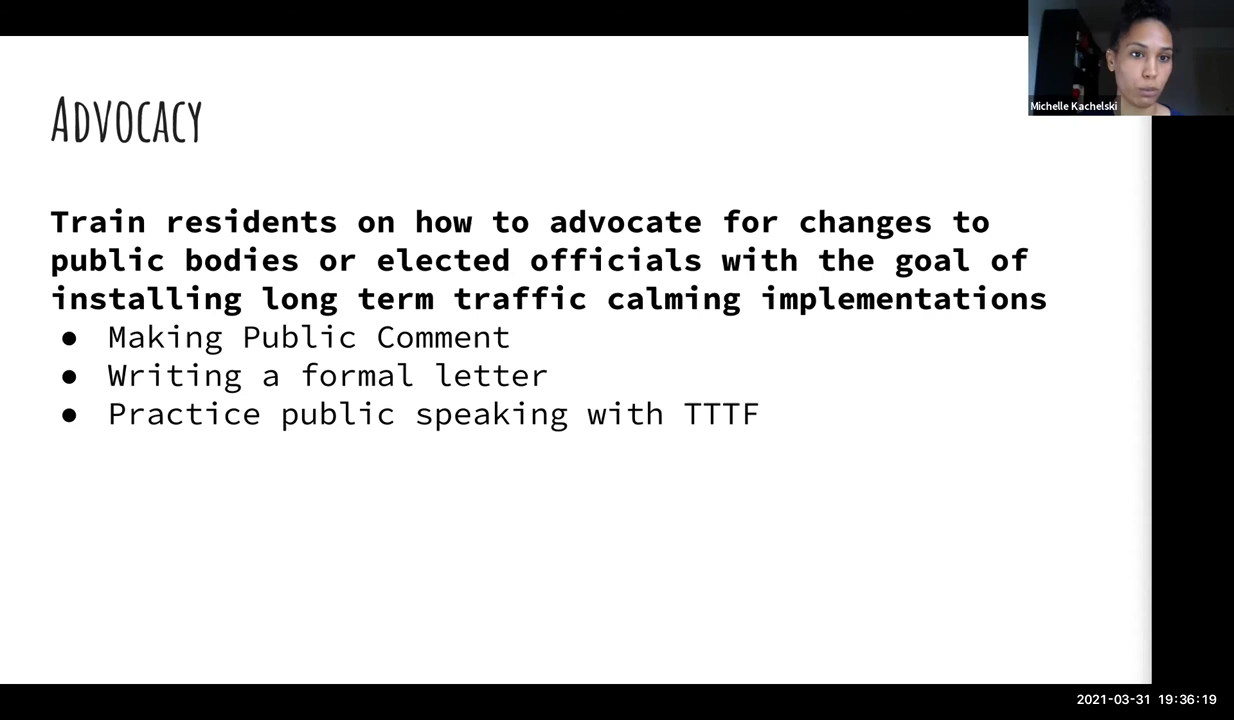 Michelle Kachelski
Advocacy
Train residents on how to advocate for changes to
public bodies or elected officials with the goal of
installing long term traffic calming implementations
● Making Public Comment
● Writing a formal letter
● Practice public speaking with TTTF
2021-03-31 19:36:19